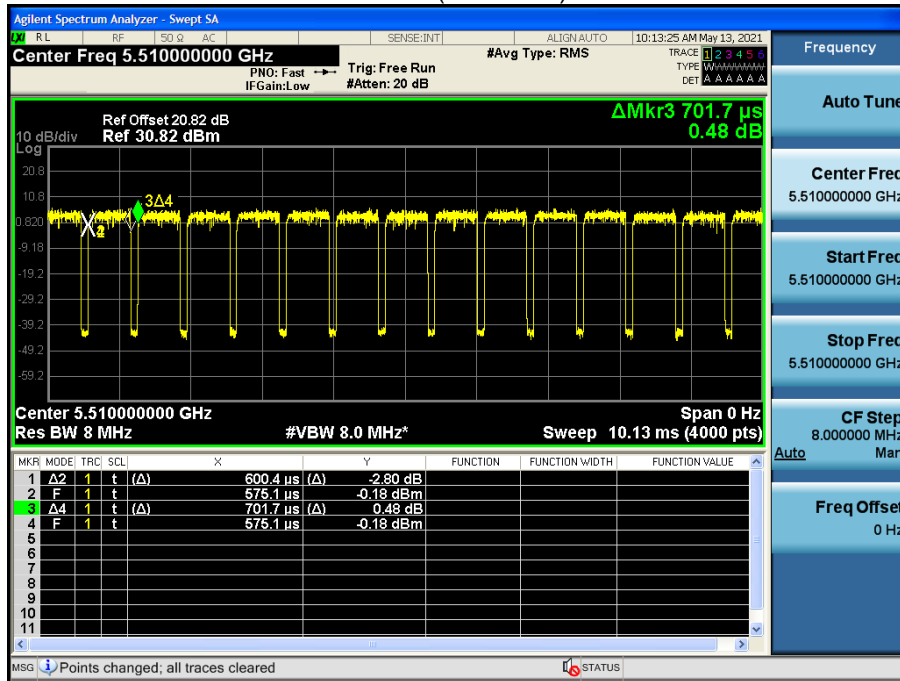 Agilent Spectrum Analyzer - Swept SA
LXI RL RF 50 Ω AC SENSE:INT ALIGN AUTO 10:13:25 AM May 13, 2021
Center Freq 5.510000000 GHz
PNO: Fast
IFGain:Low
Trig: Free Run
#Atten: 20 dB
#Avg Type: RMS
TRACE 1 2 3 4 5 6
TYPE WWWWWW
DET A A A A A A
ΔMkr3 701.7 µs
0.48 dB
Ref Offset 20.82 dB
10 dB/div Ref 30.82 dBm
Log
20.8
10.8
0.820
-9.18
-19.2
-29.2
-39.2
-49.2
-59.2
3Δ4
Center 5.510000000 GHz Span 0 Hz
Res BW 8 MHz #VBW 8.0 MHz* Sweep 10.13 ms (4000 pts)
MKR MODE TRC SCL X Y FUNCTION FUNCTION WIDTH FUNCTION VALUE
1 Δ2 1 t (Δ) 600.4 µs (Δ) -2.80 dB
2 F 1 t 575.1 µs -0.18 dBm
3 Δ4 1 t (Δ) 701.7 µs (Δ) 0.48 dB
4 F 1 t 575.1 µs -0.18 dBm
5
6
7
8
9
10
11
MSG Points changed; all traces cleared STATUS
Frequency
Auto Tune
Center Freq
5.510000000 GHz
Start Freq
5.510000000 GHz
Stop Freq
5.510000000 GHz
CF Step
8.000000 MHz
Auto Man
Freq Offset
0 Hz